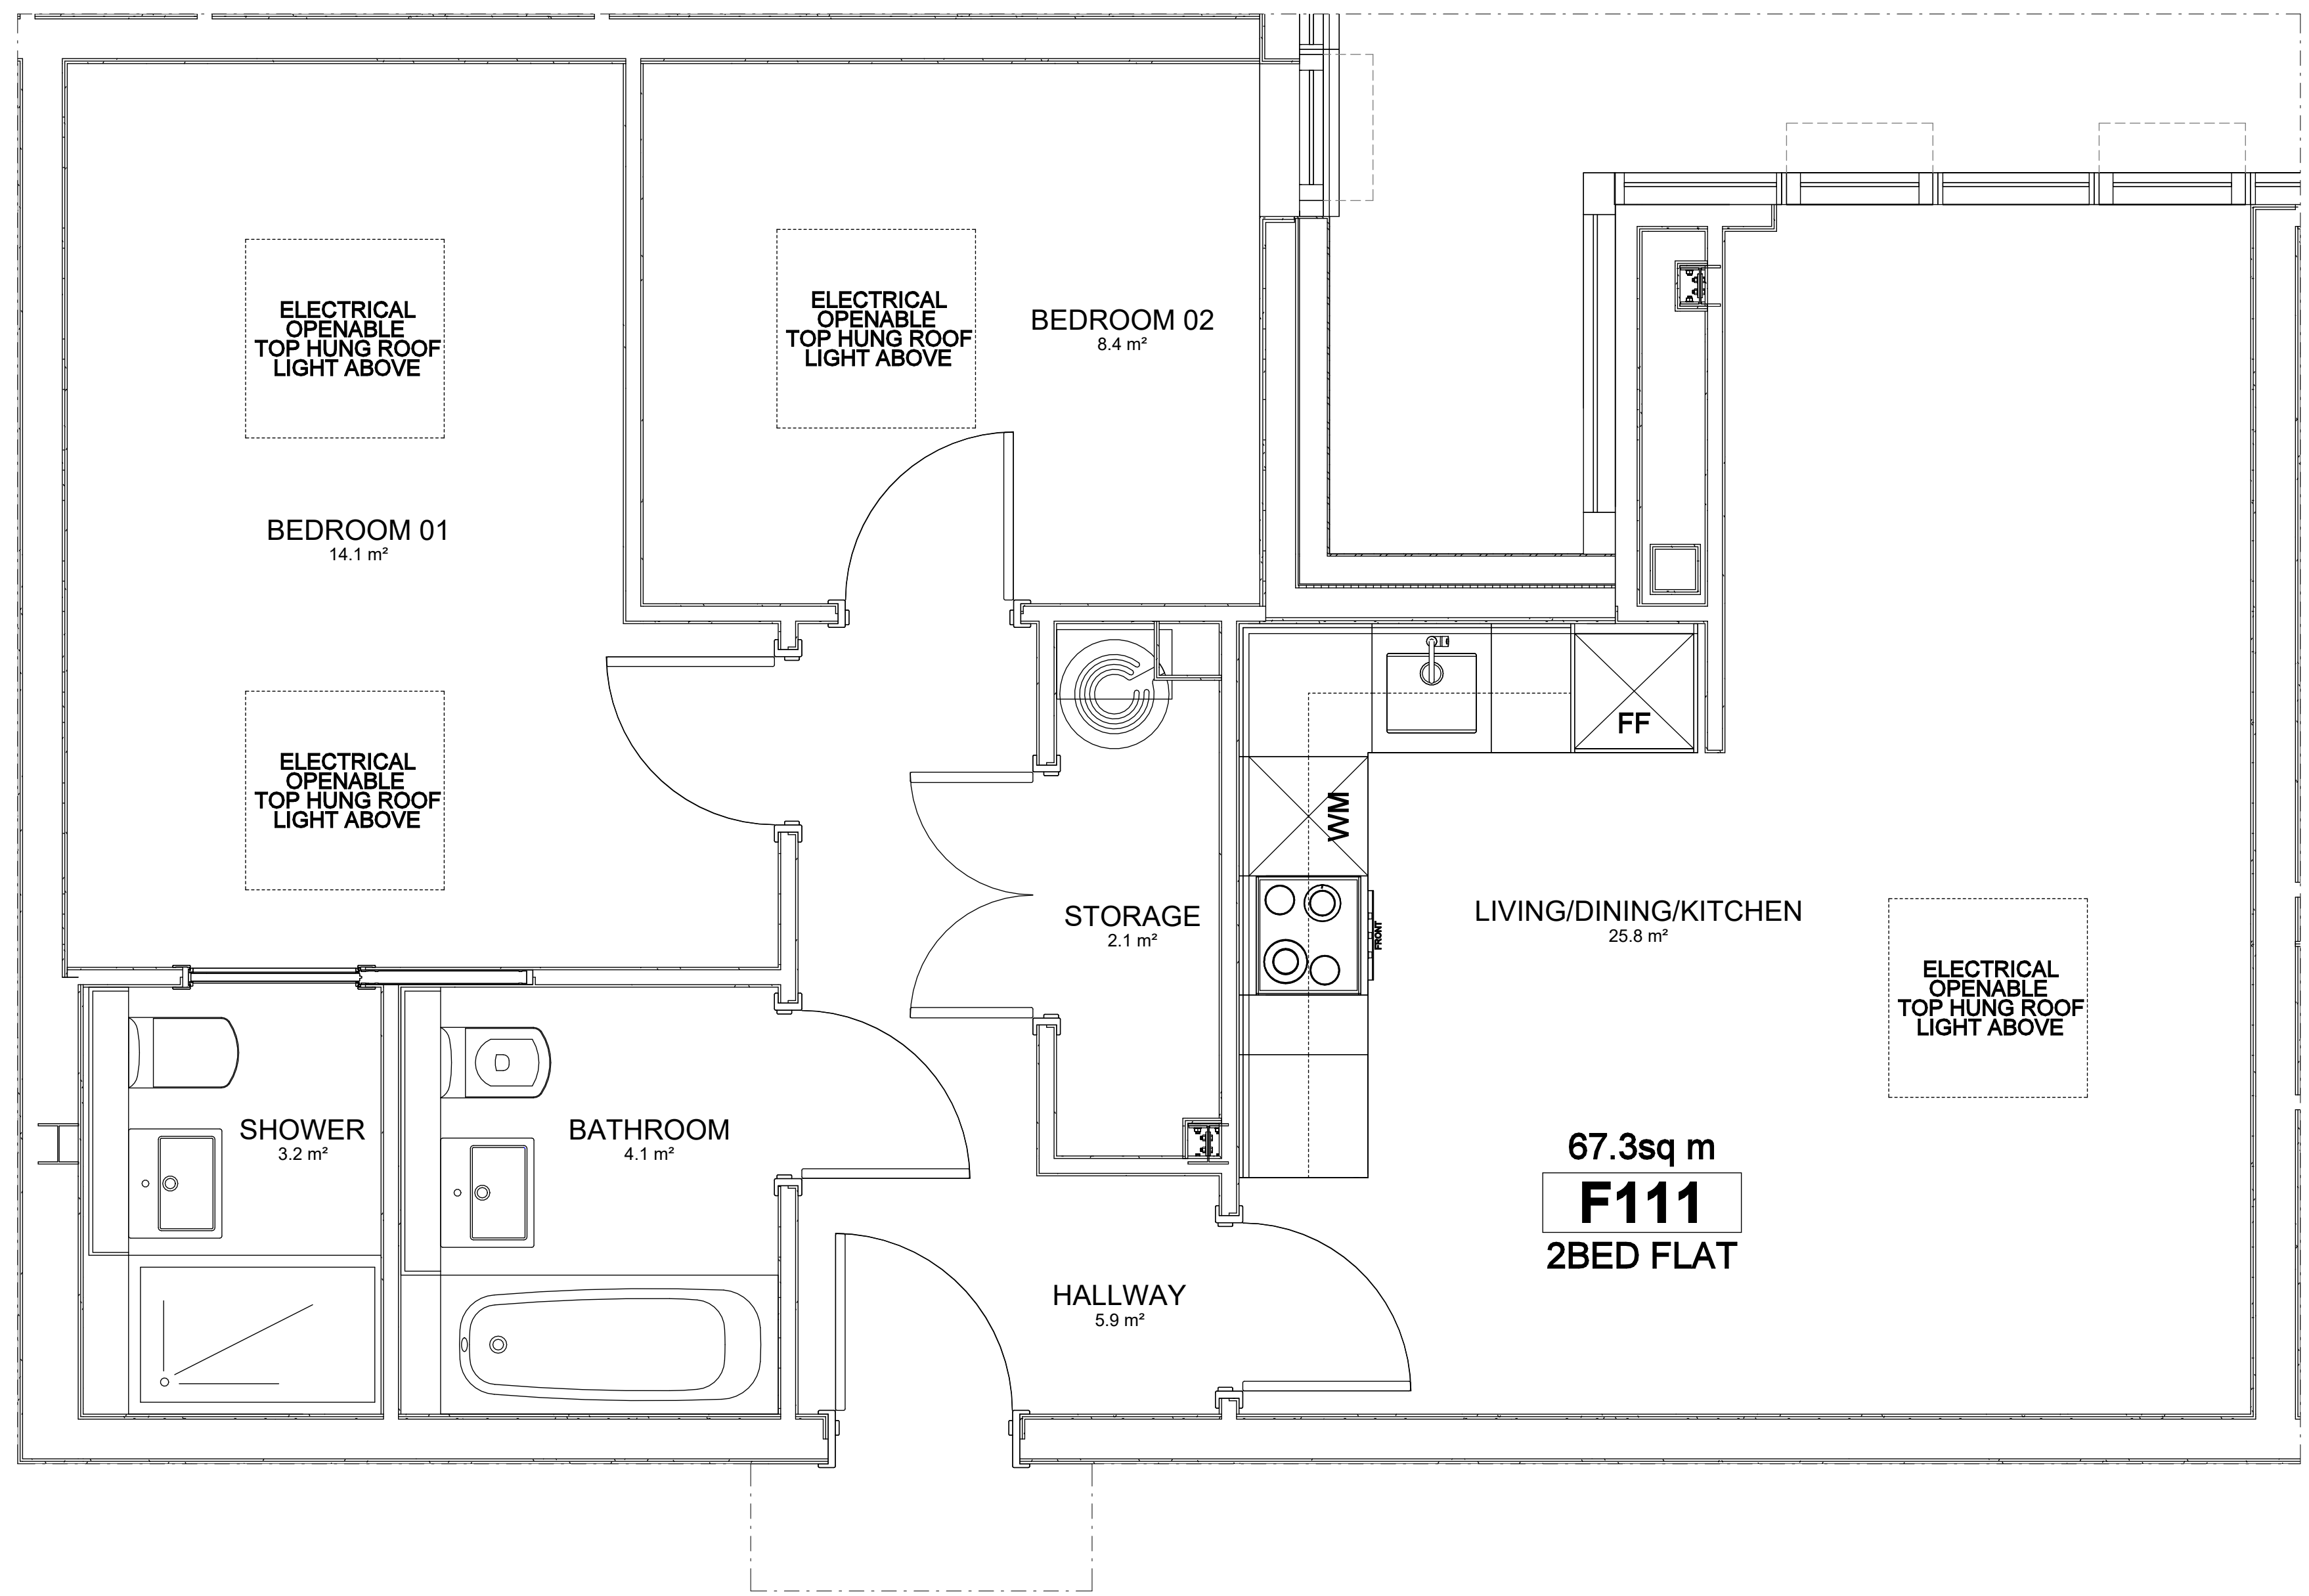 ELECTRICAL
OPENABLE
TOP HUNG ROOF
LIGHT ABOVE
ELECTRICAL
OPENABLE
TOP HUNG ROOF
LIGHT ABOVE
BEDROOM 02
8.4 m²
BEDROOM 01
14.1 m²
ELECTRICAL
OPENABLE
TOP HUNG ROOF
LIGHT ABOVE
FF
WM
STORAGE
2.1 m²
FRONT
LIVING/DINING/KITCHEN
25.8 m²
ELECTRICAL
OPENABLE
TOP HUNG ROOF
LIGHT ABOVE
SHOWER
3.2 m²
BATHROOM
4.1 m²
67.3sq m
F111
2BED FLAT
HALLWAY
5.9 m²